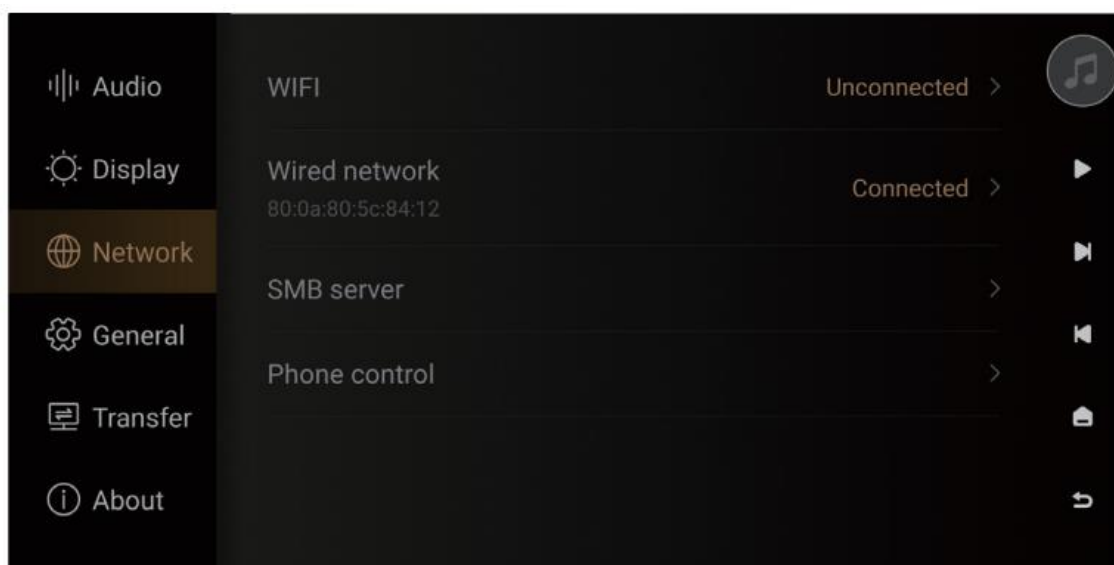 Audio
Display
Network
General
Transfer
About
WIFI
Unconnected
Wired network
80:0a:80:5c:84:12
Connected
SMB server
Phone control